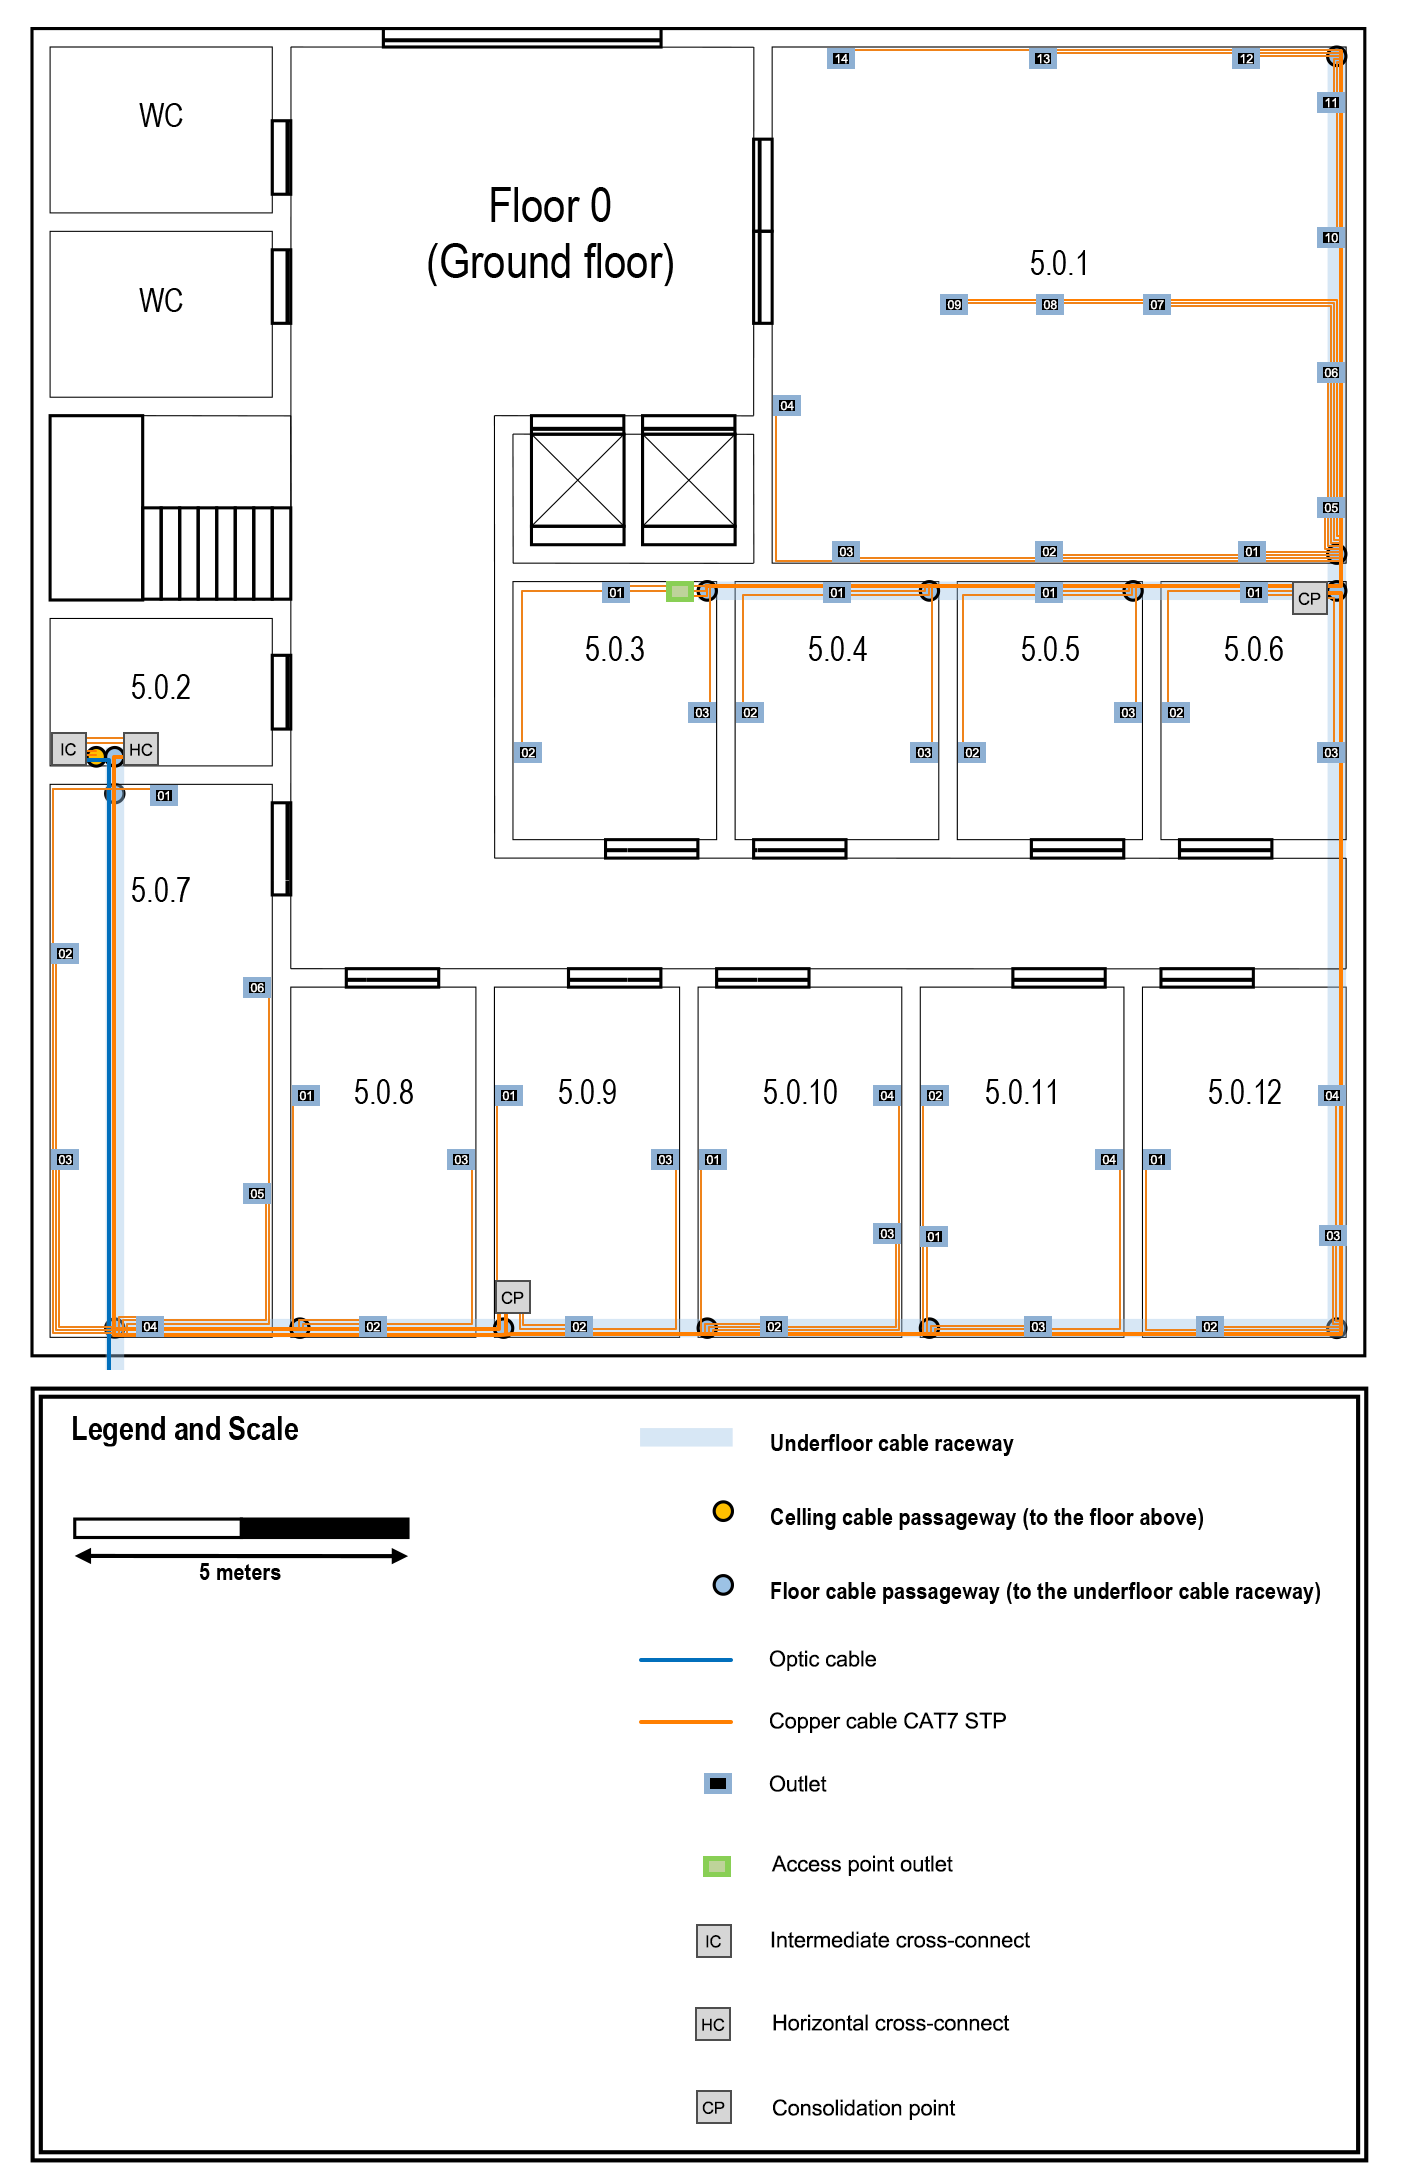 14 13 12
WC
11
Floor 0
(Ground floor)
10
5.0.1
WC
09 08 07
06
04
05
03 02 01
01 01 01 01
CP
5.0.3 5.0.4 5.0.5 5.0.6
5.0.2
03 02 03 02
IC HC
02 03 02 03
01
5.0.7
02
06
5.0.8 5.0.9 5.0.10 5.0.11 5.0.12
01 01 04 02 04
03 03 03 01 04 01
05
03 01 03
CP
04 02 02 02 03 02
Legend and Scale
5 meters
Underfloor cable raceway
Celling cable passageway (to the floor above)
Floor cable passageway (to the underfloor cable raceway)
Optic cable
Copper cable CAT7 STP
Outlet
Access point outlet
IC Intermediate cross-connect
HC Horizontal cross-connect
CP Consolidation point